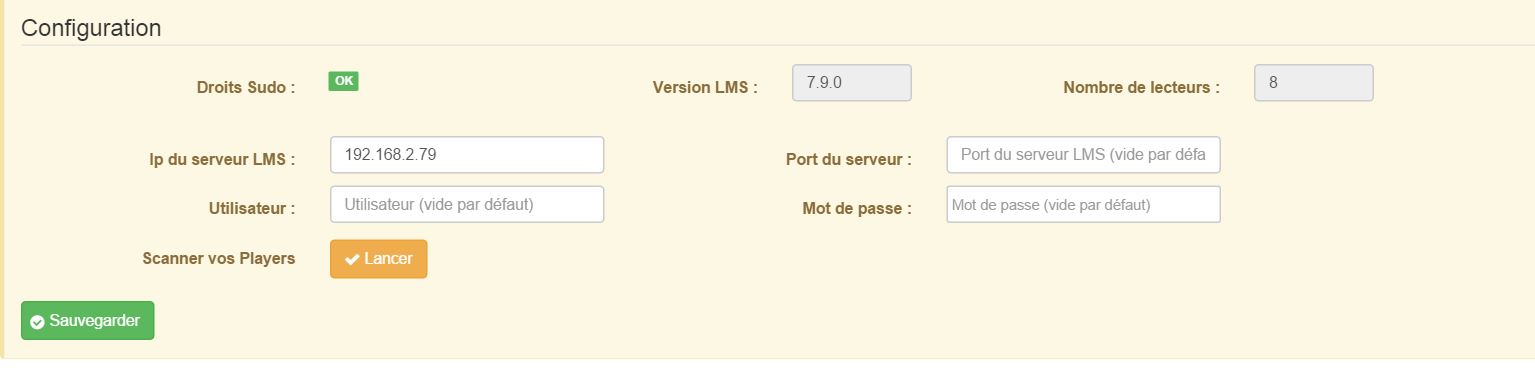 Configuration
Droits Sudo : OK Version LMS : 7.9.0 Nombre de lecteurs : 8
Ip du serveur LMS : 192.168.2.79 Port du serveur : Port du serveur LMS (vide par défa
Utilisateur : Utilisateur (vide par défaut) Mot de passe : Mot de passe (vide par défaut)
Scanner vos Players Lancer
Sauvegarder